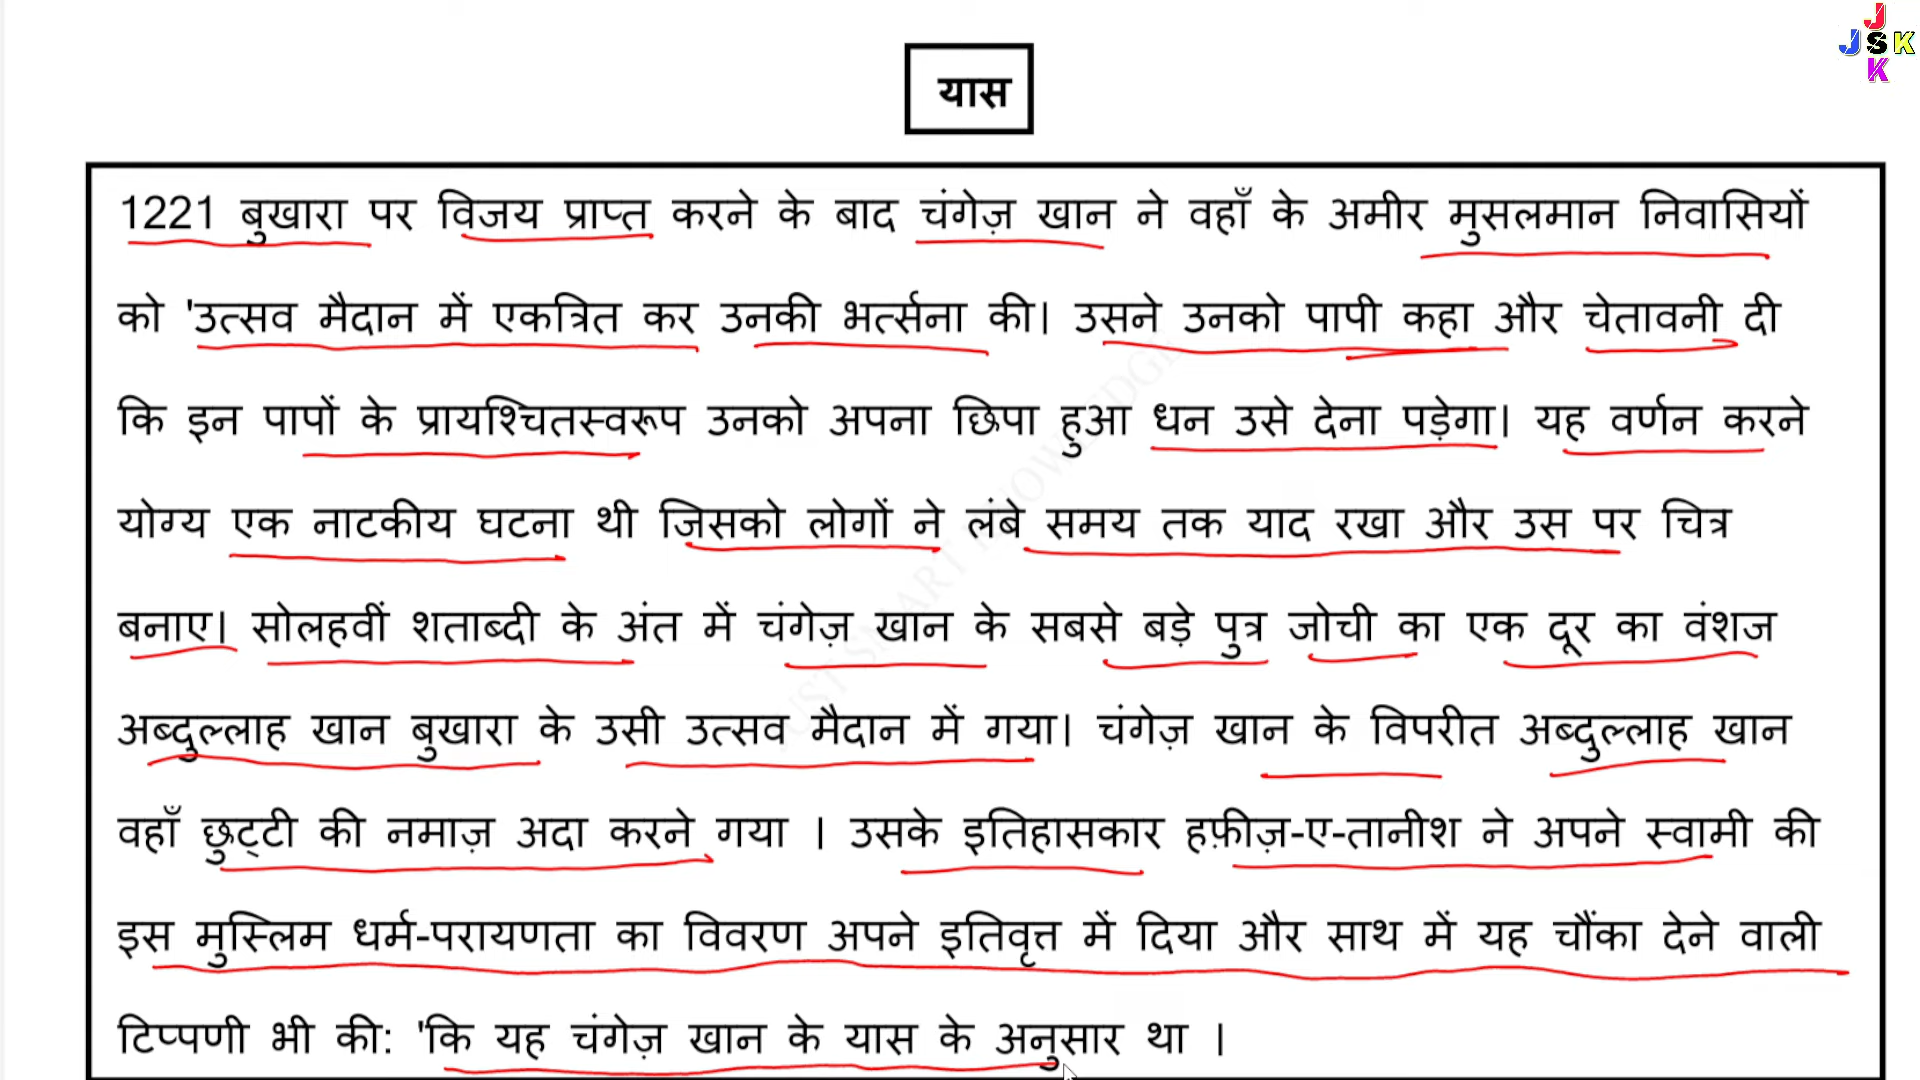 J
J S K
K
यास
1221 बुखारा पर विजय प्राप्त करने के बाद चंगेज़ खान ने वहाँ के अमीर मुसलमान निवासियों
को 'उत्सव मैदान में एकत्रित कर उनकी भर्त्सना की। उसने उनको पापी कहा और चेतावनी दी
कि इन पापों के प्रायश्चितस्वरूप उनको अपना छिपा हुआ धन उसे देना पड़ेगा। यह वर्णन करने
योग्य एक नाटकीय घटना थी जिसको लोगों ने लंबे समय तक याद रखा और उस पर चित्र
बनाए। सोलहवीं शताब्दी के अंत में चंगेज़ खान के सबसे बड़े पुत्र जोची का एक दूर का वंशज
अब्दुल्लाह खान बुखारा के उसी उत्सव मैदान में गया। चंगेज़ खान के विपरीत अब्दुल्लाह खान
वहाँ छुट्टी की नमाज़ अदा करने गया । उसके इतिहासकार हफ़ीज़-ए-तानीश ने अपने स्वामी की
इस मुस्लिम धर्म-परायणता का विवरण अपने इतिवृत्त में दिया और साथ में यह चौंका देने वाली
टिप्पणी भी की: 'कि यह चंगेज़ खान के यास के अनुसार था ।
JUST SMART KNOWLEDGE